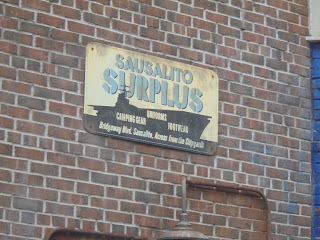 SAUSALITO
SURPLUS
UNIFORMS
CAMPING GEAR FOOTWEAR
Bridgeway Blvd. Sausalito, Across from the Shipyards